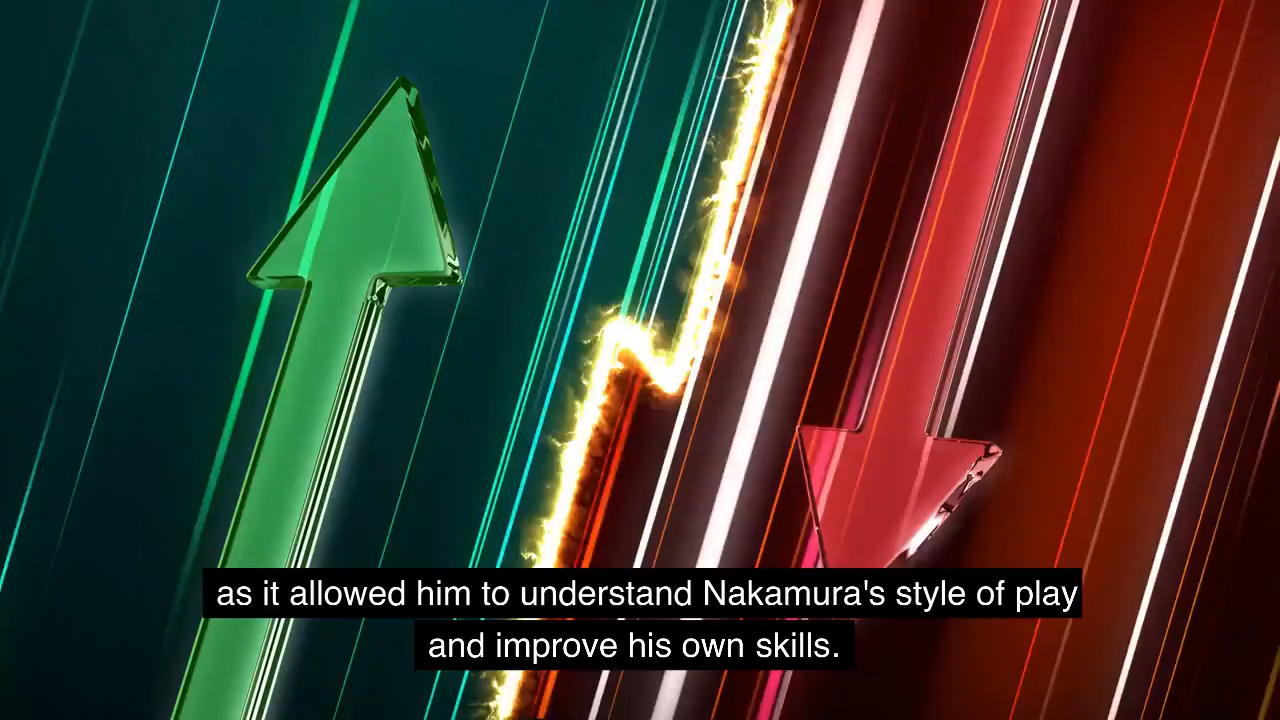 as it allowed him to understand Nakamura's style of play
and improve his own skills.